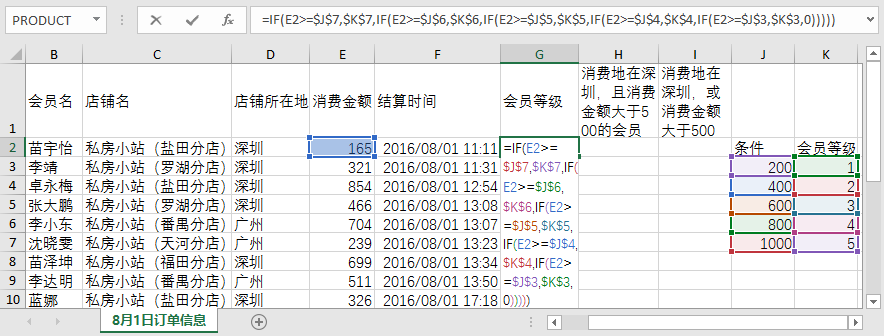 PRODUCT
=IF(E2>=$J$7,$K$7,IF(E2>=$J$6,$K$6,IF(E2>=$J$5,$K$5,IF(E2>=$J$4,$K$4,IF(E2>=$J$3,$K$3,0)))))
B C D E F G H I J K
1 会员名 店铺名 店铺所在地 消费金额 结算时间 会员等级
消费地在深
圳，且消费
金额大于5
00的会员
消费地在
深圳，或
消费金额
大于500
2 苗宇怡 私房小站（盐田分店） 深圳 165 2016/08/01 11:11 =IF(E2>= 条件 会员等级
3 李靖 私房小站（罗湖分店） 深圳 321 2016/08/01 11:31 $J$7,$K$7,IF( 200 1
4 卓永梅 私房小站（盐田分店） 深圳 854 2016/08/01 12:54 E2>=$J$6, 400 2
5 张大鹏 私房小站（罗湖分店） 深圳 466 2016/08/01 13:08 $K$6,IF(E2> 600 3
6 李小东 私房小站（番禺分店） 广州 704 2016/08/01 13:07 =$J$5,$K$5, 800 4
7 沈晓雯 私房小站（天河分店） 广州 239 2016/08/01 13:23 IF(E2>=$J$4, 1000 5
8 苗泽坤 私房小站（福田分店） 深圳 699 2016/08/01 13:34 $K$4,IF(E2>
9 李达明 私房小站（番禺分店） 广州 511 2016/08/01 13:50 =$J$3,$K$3,
10 蓝娜 私房小站（盐田分店） 深圳 326 2016/08/01 17:18 0)))))
8月1日订单信息